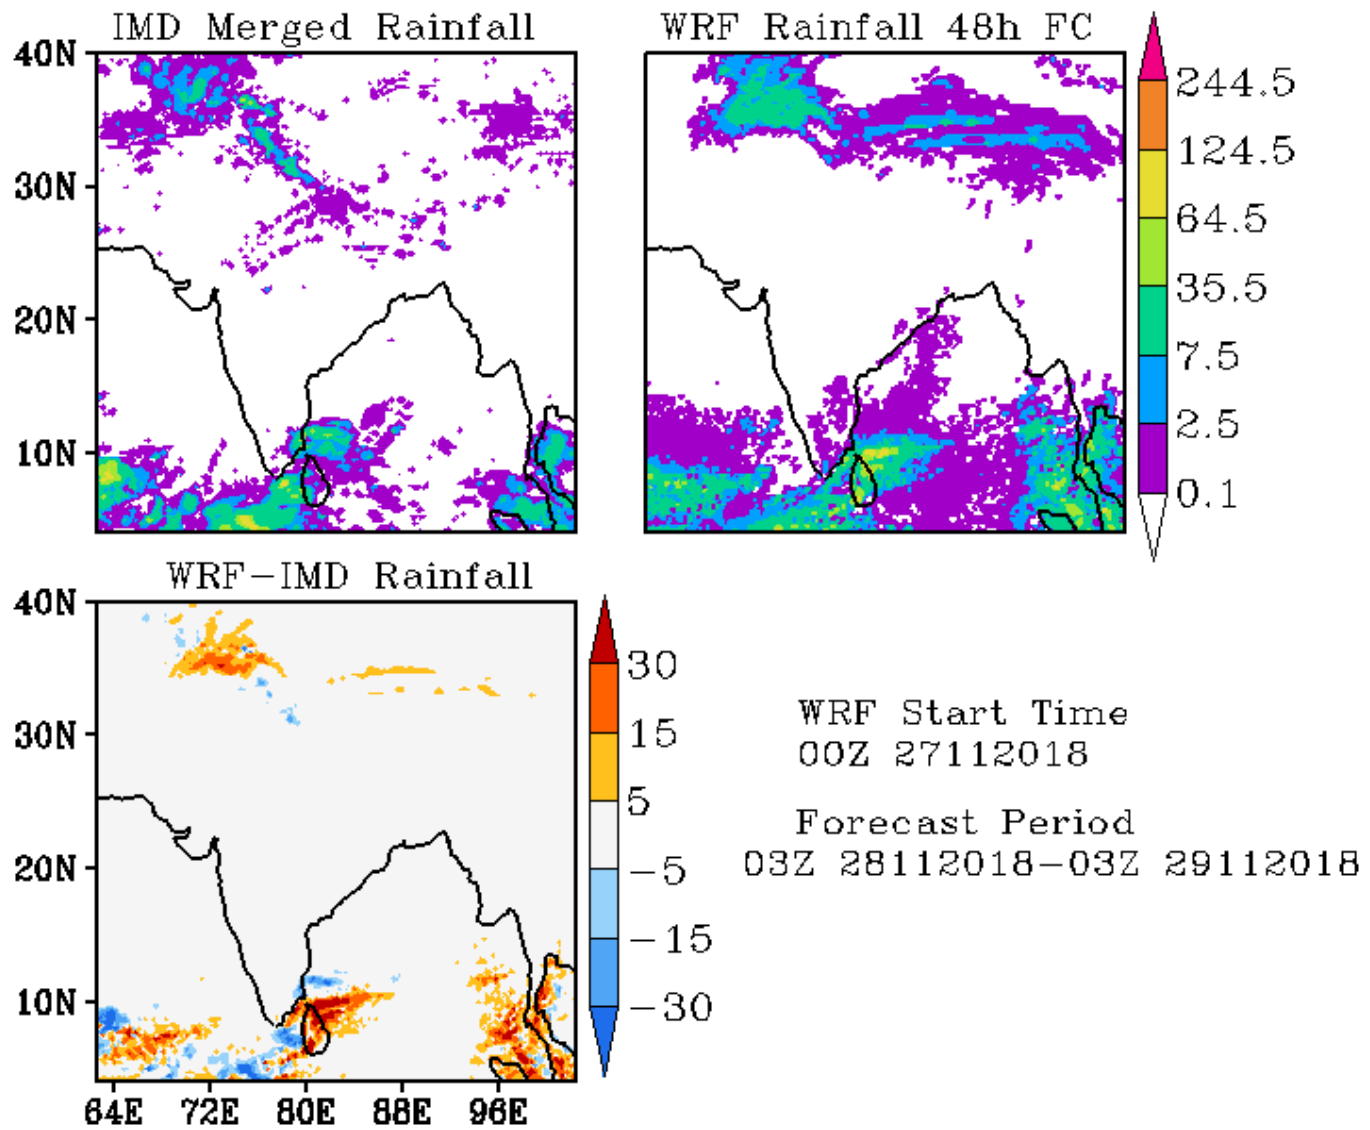 IMD Merged Rainfall
WRF Rainfall 48h FC
40N
30N
20N
10N
244.5
124.5
64.5
35.5
7.5
2.5
0.1
WRF-IMD Rainfall
40N
30N
20N
10N
64E 72E 80E 88E 96E
30
15
5
-5
-15
-30
WRF Start Time
00Z 27112018
Forecast Period
03Z 28112018-03Z 29112018